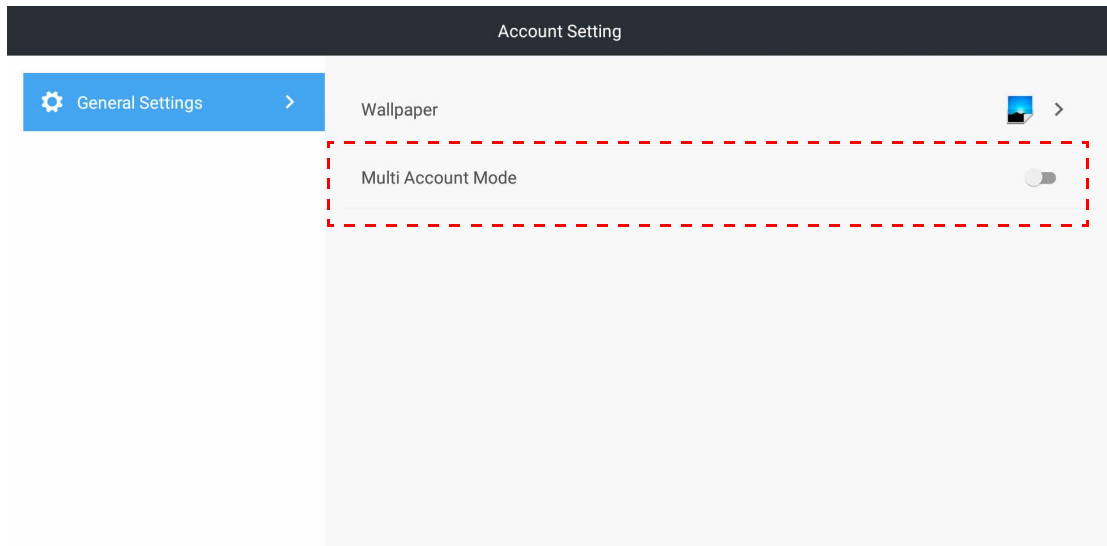 Account Setting
General Settings
Wallpaper
Multi Account Mode